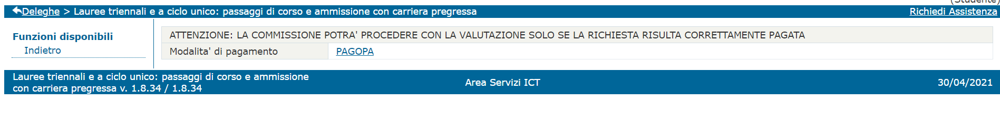 (Studente)
Deleghe > Lauree triennali e a ciclo unico: passaggi di corso e ammissione con carriera pregressa
Richiedi Assistenza
Funzioni disponibili
Indietro
ATTENZIONE: LA COMMISSIONE POTRA' PROCEDERE CON LA VALUTAZIONE SOLO SE LA RICHIESTA RISULTA CORRETTAMENTE PAGATA
Modalita' di pagamento
PAGOPA
Lauree triennali e a ciclo unico: passaggi di corso e ammissione
con carriera pregressa v. 1.8.34 / 1.8.34
Area Servizi ICT
30/04/2021